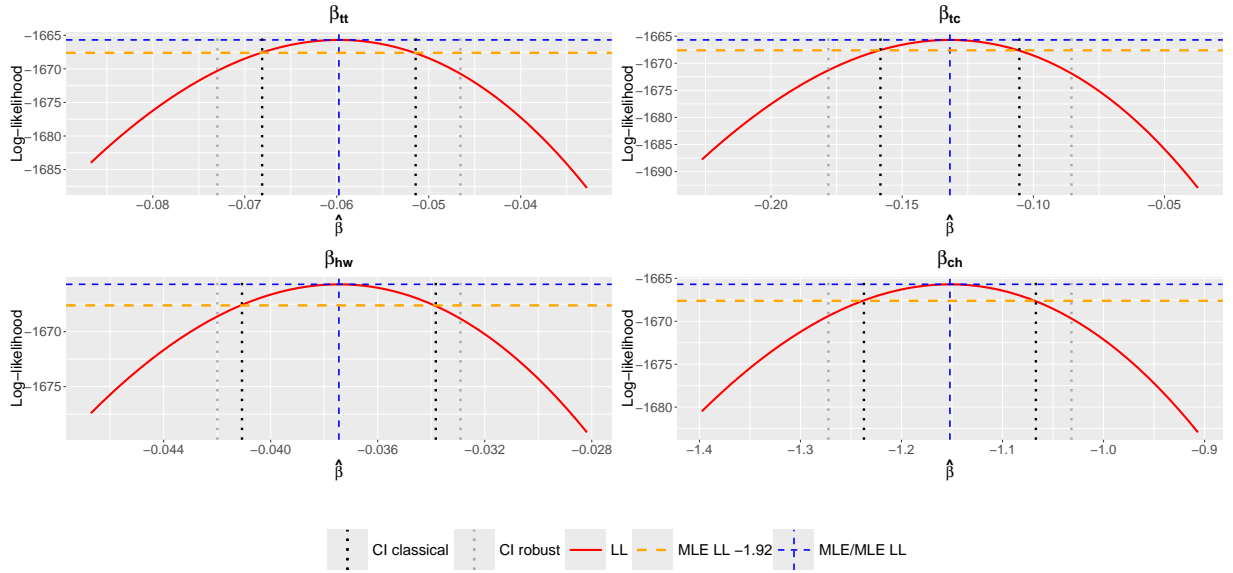 βtt
Log−likelihood
−1665
−1670
−1675
−1680
−1685
−0.08
−0.07
−0.06
−0.05
−0.04
β̂
βtc
Log−likelihood
−1665
−1670
−1675
−1680
−1685
−1690
−0.20
−0.15
−0.10
−0.05
β̂
βhw
Log−likelihood
−1670
−1675
−0.044
−0.040
−0.036
−0.032
−0.028
β̂
βch
Log−likelihood
−1665
−1670
−1675
−1680
−1.4
−1.3
−1.2
−1.1
−1.0
−0.9
β̂
CI classical CI robust LL MLE LL −1.92 MLE/MLE LL